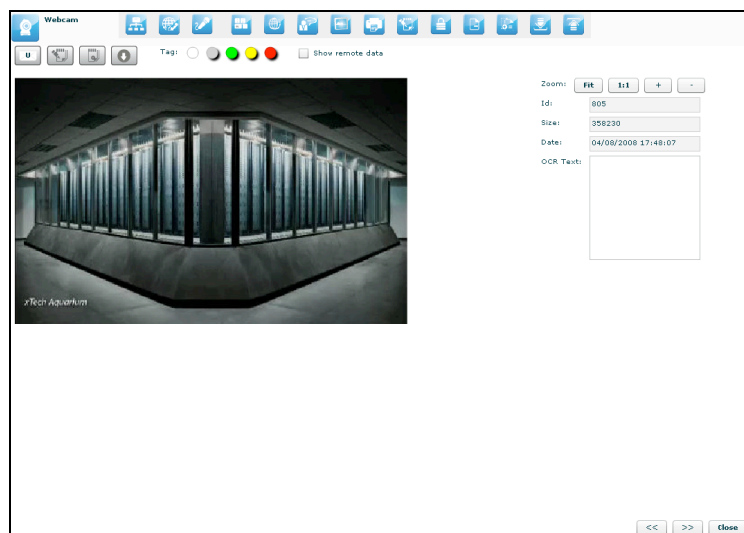 Webcam
U
Tag:
Show remote data
Zoom: Fit 1:1 + -
Id: 805
Size: 358230
Date: 04/08/2008 17:48:07
OCR Text:
xTech Aquarium
<< >> Close